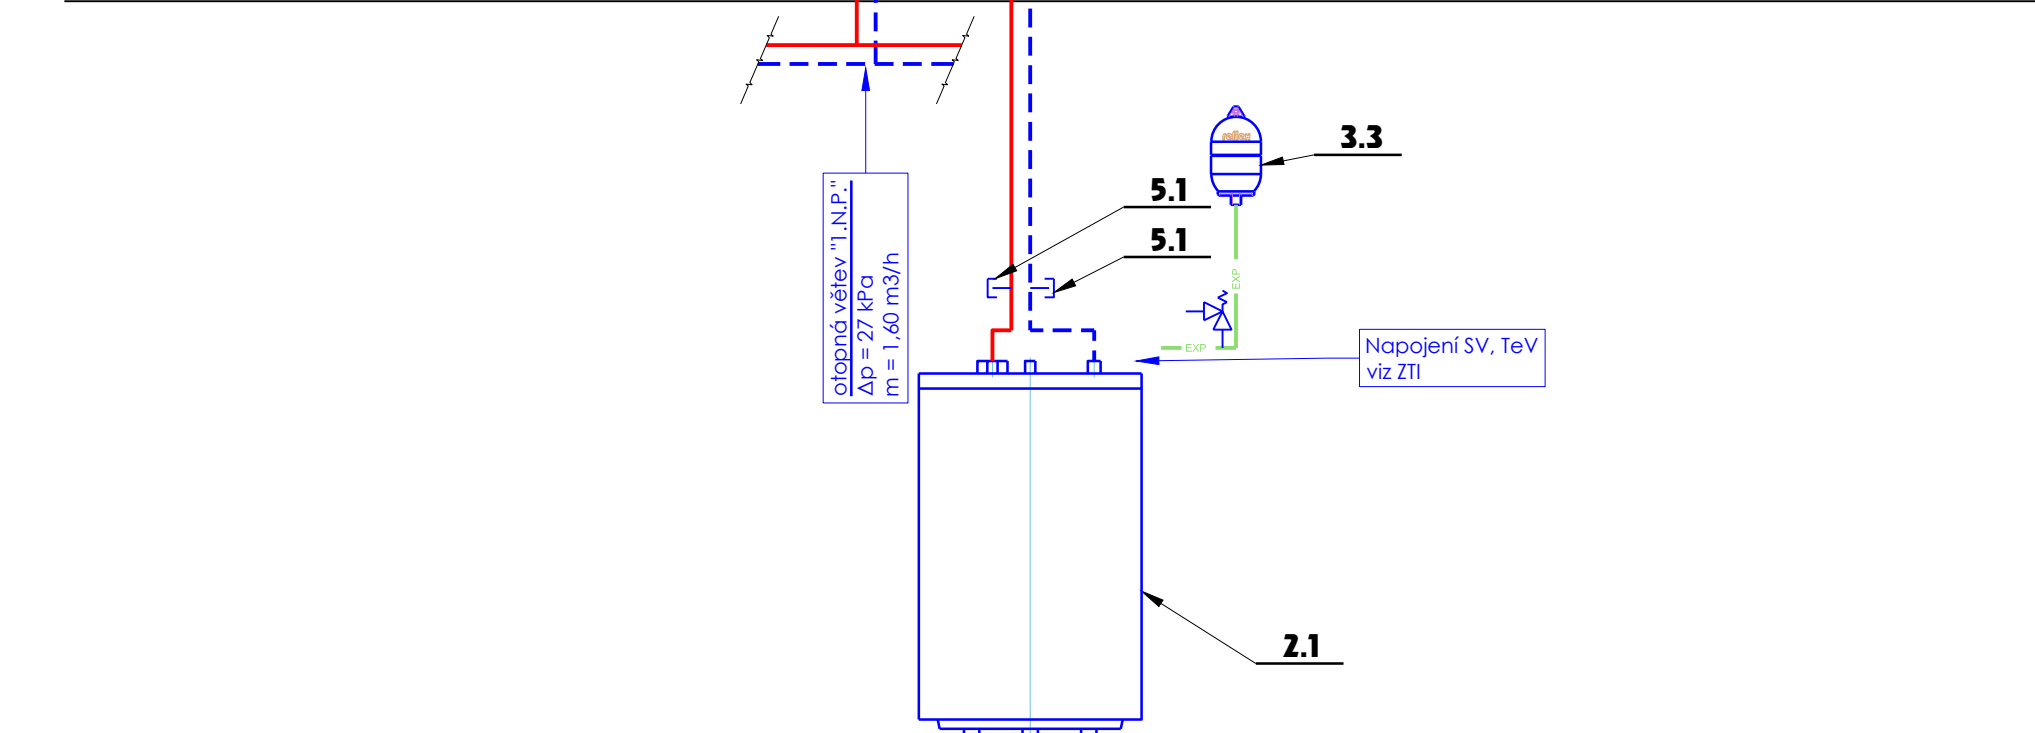 3.3
5.1
5.1
otopná větev "1.N.P."
Δp = 27 kPa
m = 1,60 m3/h
EXP
EXP
Napojení SV, TeV
viz ZTI
2.1
reflex